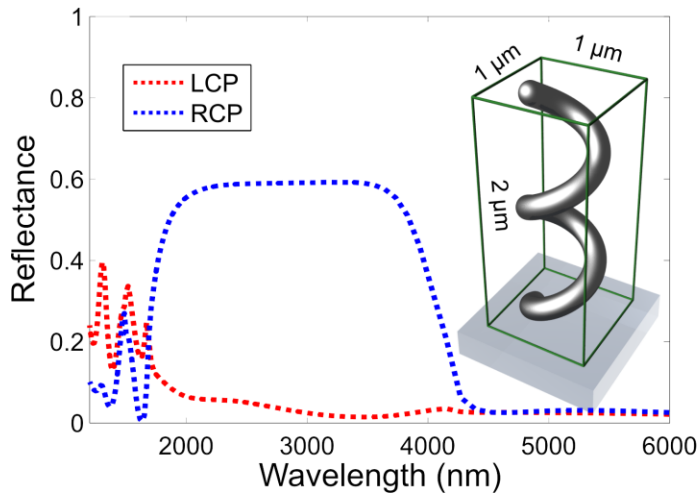 1
0.8
0.6
0.4
0.2
0
Reflectance
LCP
RCP
1 µm
1 µm
2 µm
2000
3000
4000
5000
6000
Wavelength (nm)